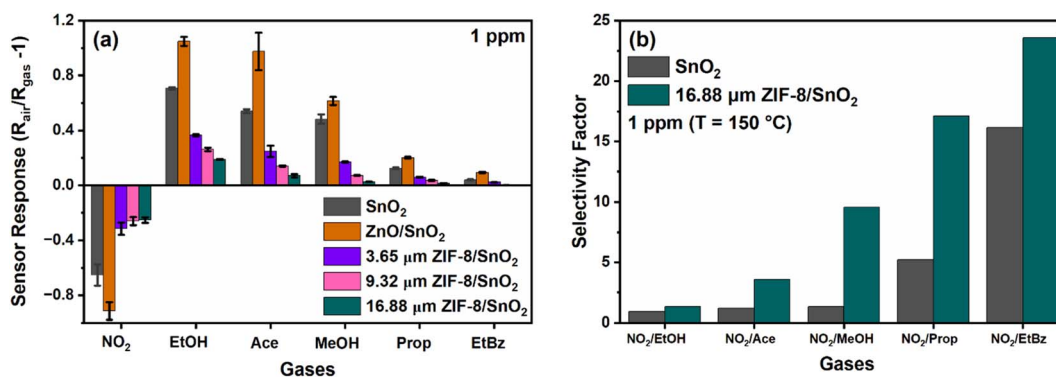 (a)
1 ppm
Sensor Response (R_air/R_gas -1)
1.2
0.8
0.4
0.0
−0.4
−0.8
SnO₂
ZnO/SnO₂
3.65 μm ZIF-8/SnO₂
9.32 μm ZIF-8/SnO₂
16.88 μm ZIF-8/SnO₂
NO₂ EtOH Ace MeOH Prop EtBz
Gases
(b)
Selectivity Factor
25
20
15
10
5
0
SnO₂
16.88 μm ZIF-8/SnO₂
1 ppm (T = 150 °C)
NO₂/EtOH NO₂/Ace NO₂/MeOH NO₂/Prop NO₂/EtBz
Gases